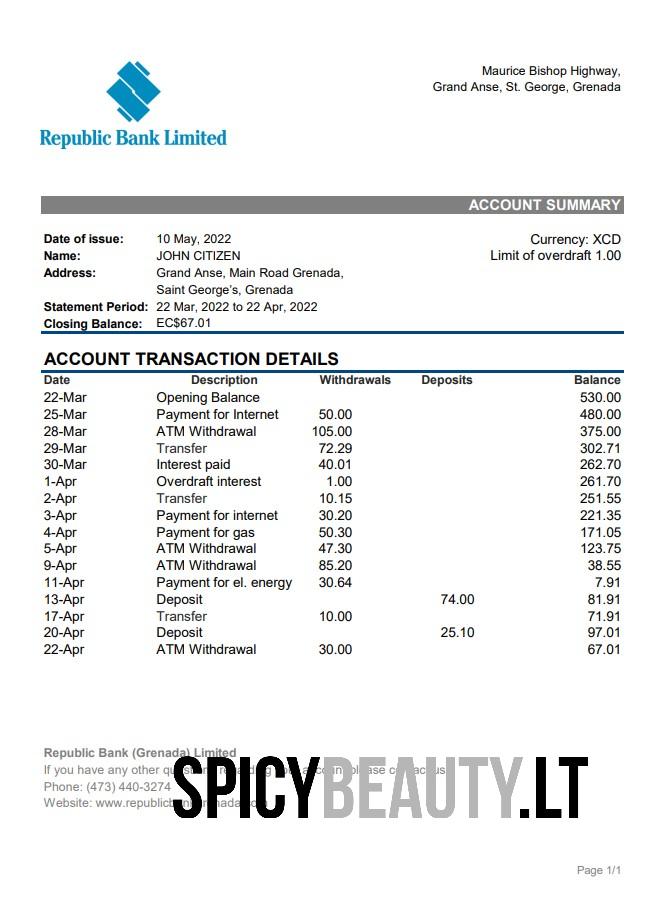 Republic Bank Limited
Maurice Bishop Highway,
Grand Anse, St. George, Grenada
ACCOUNT SUMMARY
Date of issue: 10 May, 2022
Name: JOHN CITIZEN
Address: Grand Anse, Main Road Grenada,
Saint George's, Grenada
Statement Period: 22 Mar, 2022 to 22 Apr, 2022
Closing Balance: EC$67.01
Currency: XCD
Limit of overdraft 1.00
ACCOUNT TRANSACTION DETAILS
Date Description Withdrawals Deposits Balance
22-Mar Opening Balance 530.00
25-Mar Payment for Internet 50.00 480.00
28-Mar ATM Withdrawal 105.00 375.00
29-Mar Transfer 72.29 302.71
30-Mar Interest paid 40.01 262.70
1-Apr Overdraft interest 1.00 261.70
2-Apr Transfer 10.15 251.55
3-Apr Payment for internet 30.20 221.35
4-Apr Payment for gas 50.30 171.05
5-Apr ATM Withdrawal 47.30 123.75
9-Apr ATM Withdrawal 85.20 38.55
11-Apr Payment for el. energy 30.64 7.91
13-Apr Deposit 74.00 81.91
17-Apr Transfer 10.00 71.91
20-Apr Deposit 25.10 97.01
22-Apr ATM Withdrawal 30.00 67.01
Republic Bank (Grenada) Limited
If you have any other please
Phone: (473) 440-3274
Website:
SPICYBEAUTY.LT
Page 1/1